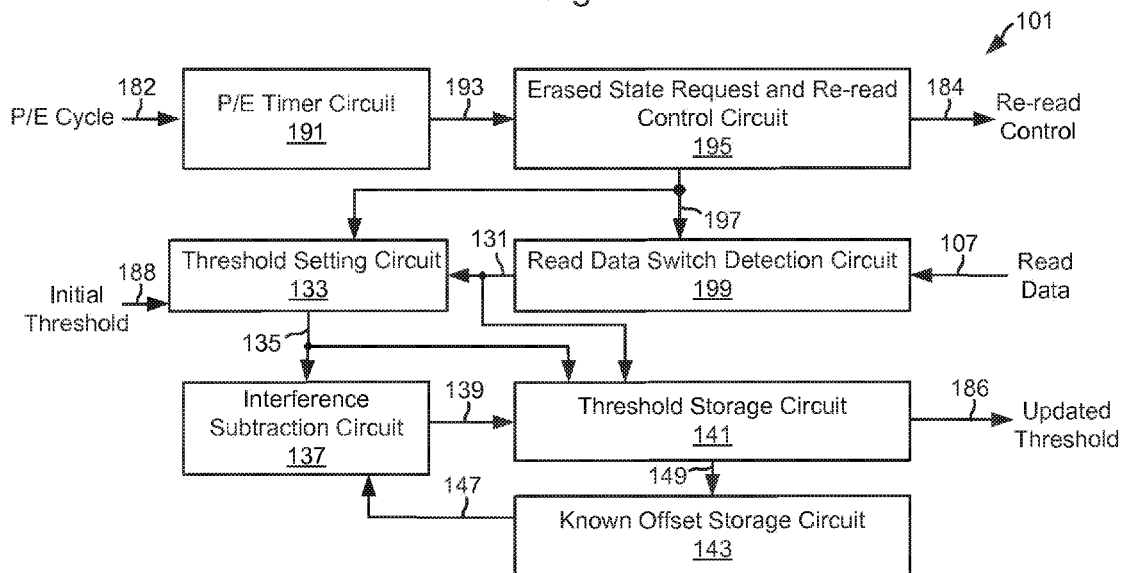 101
182
P/E Cycle
P/E Timer Circuit
191
193
Erased State Request and Re-read
Control Circuit
195
184
Re-read
Control
197
188
Initial
Threshold
Threshold Setting Circuit
133
131
Read Data Switch Detection Circuit
199
107
Read
Data
135
Interference
Subtraction Circuit
137
139
Threshold Storage Circuit
141
186
Updated
Threshold
149
147
Known Offset Storage Circuit
143